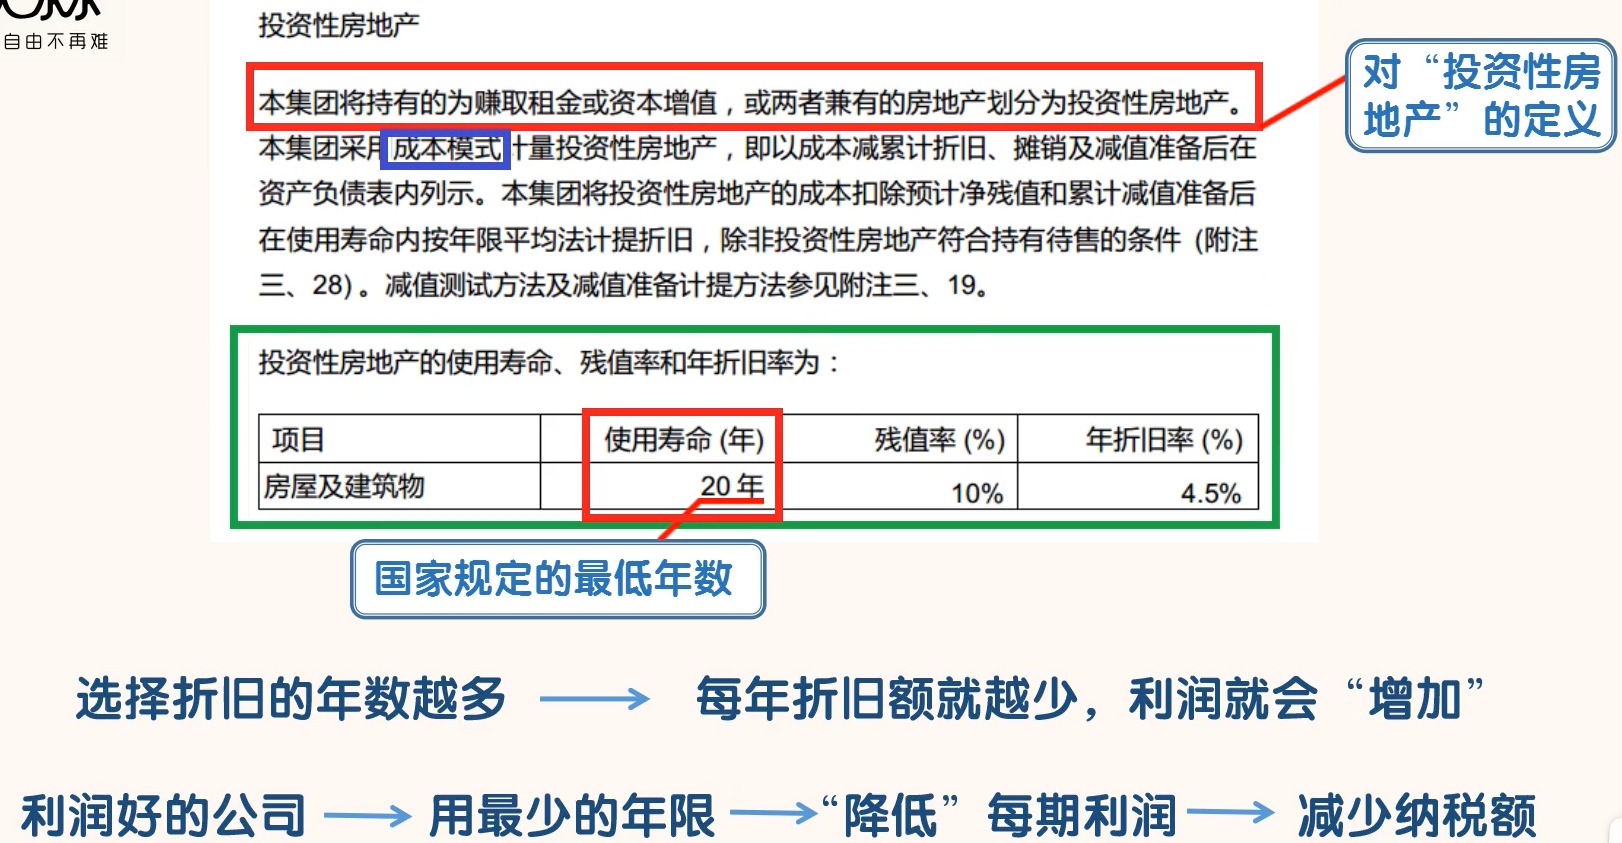 自由不再难
投资性房地产
本集团将持有的为赚取租金或资本增值，或两者兼有的房地产划分为投资性房地产。
对“投资性房
地产”的定义
本集团采用成本模式计量投资性房地产，即以成本减累计折旧、摊销及减值准备后在
资产负债表内列示。本集团将投资性房地产的成本扣除预计净残值和累计减值准备后
在使用寿命内按年限平均法计提折旧，除非投资性房地产符合持有待售的条件 (附注
三、28) 。减值测试方法及减值准备计提方法参见附注三、19。
投资性房地产的使用寿命、残值率和年折旧率为：
项目 使用寿命 (年) 残值率 (%) 年折旧率 (%)
房屋及建筑物 20 年 10% 4.5%
国家规定的最低年数
选择折旧的年数越多 每年折旧额就越少，利润就会“增加”
利润好的公司 用最少的年限 “降低”每期利润 减少纳税额